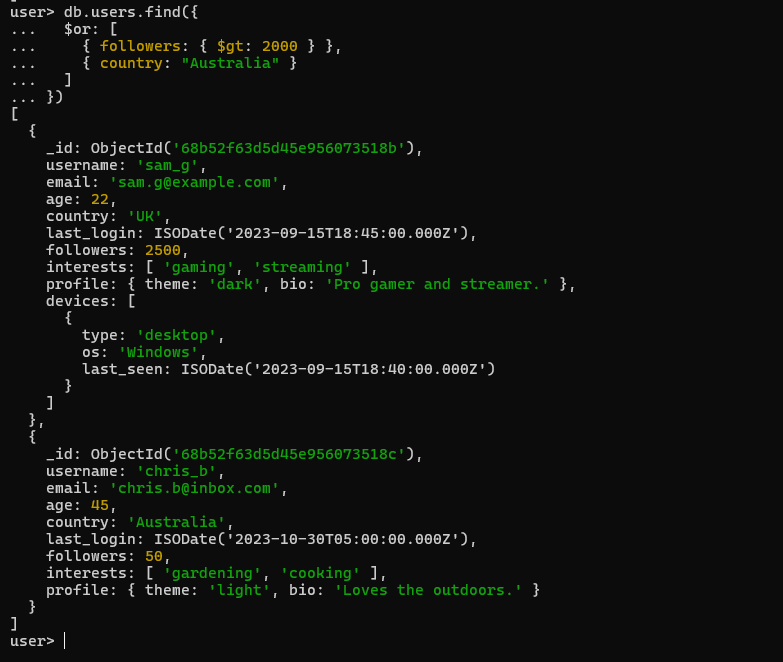 user> db.users.find({
...   $or: [
...     { followers: { $gt: 2000 } },
...     { country: "Australia" }
...   ]
... })
[
  {
    _id: ObjectId('68b52f63d5d45e956073518b'),
    username: 'sam_g',
    email: 'sam.g@example.com',
    age: 22,
    country: 'UK',
    last_login: ISODate('2023-09-15T18:45:00.000Z'),
    followers: 2500,
    interests: [ 'gaming', 'streaming' ],
    profile: { theme: 'dark', bio: 'Pro gamer and streamer.' },
    devices: [
      {
        type: 'desktop',
        os: 'Windows',
        last_seen: ISODate('2023-09-15T18:40:00.000Z')
      }
    ]
  },
  {
    _id: ObjectId('68b52f63d5d45e956073518c'),
    username: 'chris_b',
    email: 'chris.b@inbox.com',
    age: 45,
    country: 'Australia',
    last_login: ISODate('2023-10-30T05:00:00.000Z'),
    followers: 50,
    interests: [ 'gardening', 'cooking' ],
    profile: { theme: 'light', bio: 'Loves the outdoors.' }
  }
]
user>